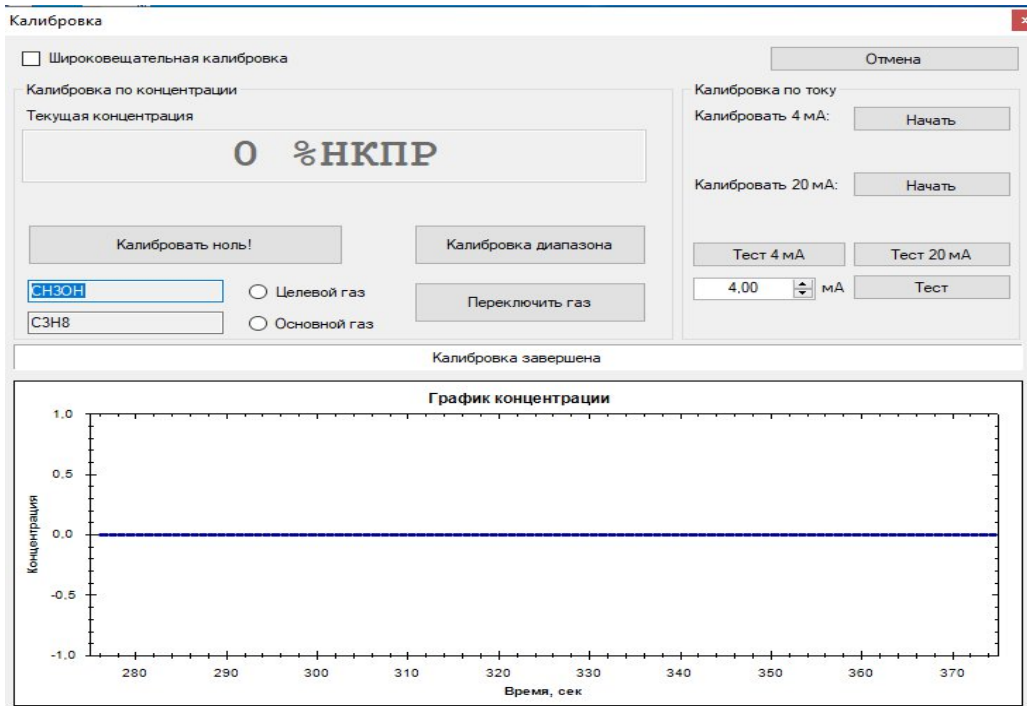 Калибровка
Широковещательная калибровка
Отмена
Калибровка по концентрации
Текущая концентрация
0 %НКПР
Калибровать ноль!
Калибровка диапазона
CH3OH
Целевой газ
C3H8
Основной газ
Переключить газ
Калибровка по току
Калибровать 4 мА:
Начать
Калибровать 20 мА:
Начать
Тест 4 мА
Тест 20 мА
4,00
мА
Тест
Калибровка завершена
График концентрации
1,0
0,5
0,0
-0,5
-1,0
Концентрация
280 290 300 310 320 330 340 350 360 370
Время, сек